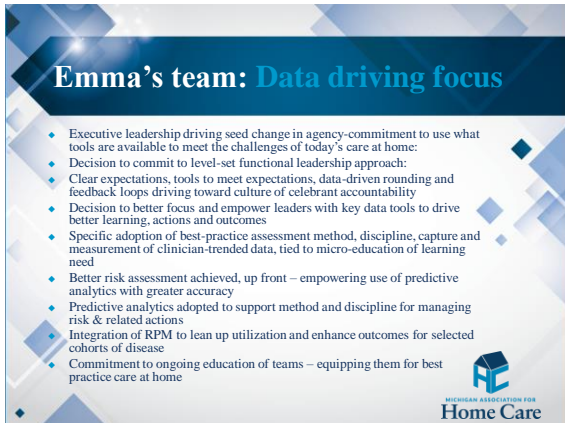 Emma's team: Data driving focus
Executive leadership driving seed change in agency-commitment to use what
tools are available to meet the challenges of today's care at home:
Decision to commit to level-set functional leadership approach:
Clear expectations, tools to meet expectations, data-driven rounding and
feedback loops driving toward culture of celebrant accountability
Decision to better focus and empower leaders with key data tools to drive
better learning, actions and outcomes
Specific adoption of best-practice assessment method, discipline, capture and
measurement of clinician-trended data, tied to micro-education of learning
need
Better risk assessment achieved, up front – empowering use of predictive
analytics with greater accuracy
Predictive analytics adopted to support method and discipline for managing
risk & related actions
Integration of RPM to lean up utilization and enhance outcomes for selected
cohorts of disease
Commitment to ongoing education of teams – equipping them for best
practice care at home
MICHIGAN ASSOCIATION FOR
Home Care